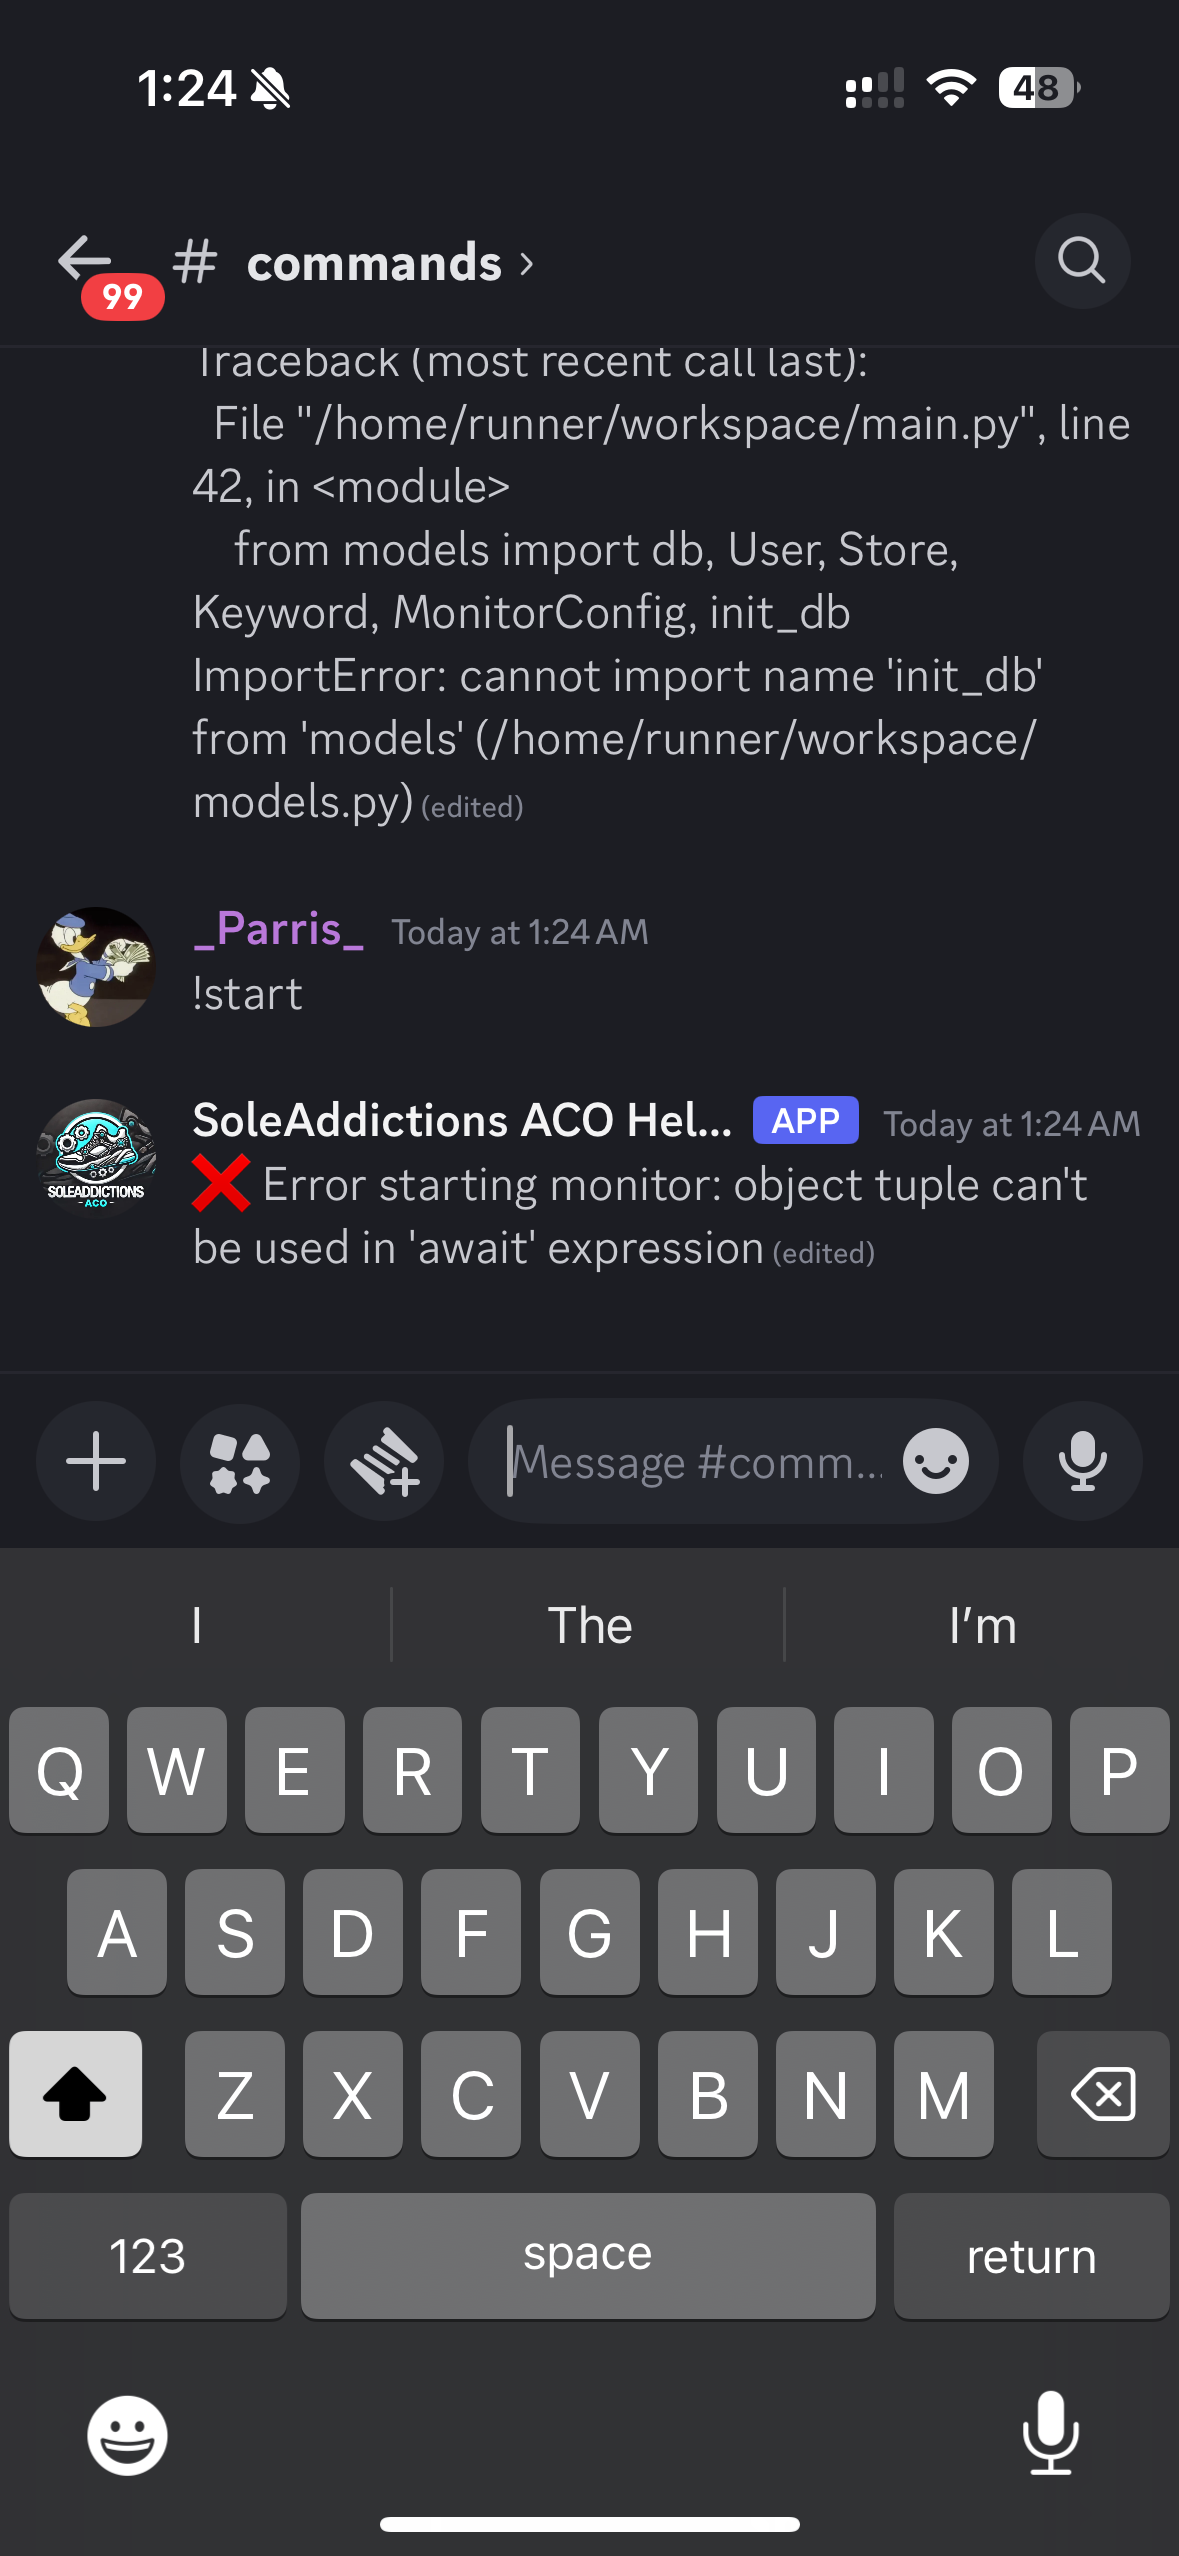 1:24
48
99
# commands ›
Traceback (most recent call last):
File "/home/runner/workspace/main.py", line
42, in <module>
from models import db, User, Store,
Keyword, MonitorConfig, init_db
ImportError: cannot import name 'init_db'
from 'models' (/home/runner/workspace/
models.py) (edited)
_Parris_ Today at 1:24 AM
!start
SoleAddictions ACO Hel... APP Today at 1:24 AM
SOLEADDICTIONS
-ACO-
❌ Error starting monitor: object tuple can't
be used in 'await' expression (edited)
Message #comm...
I The I'm
Q W E R T Y U I O P
A S D F G H J K L
Z X C V B N M
123 space return